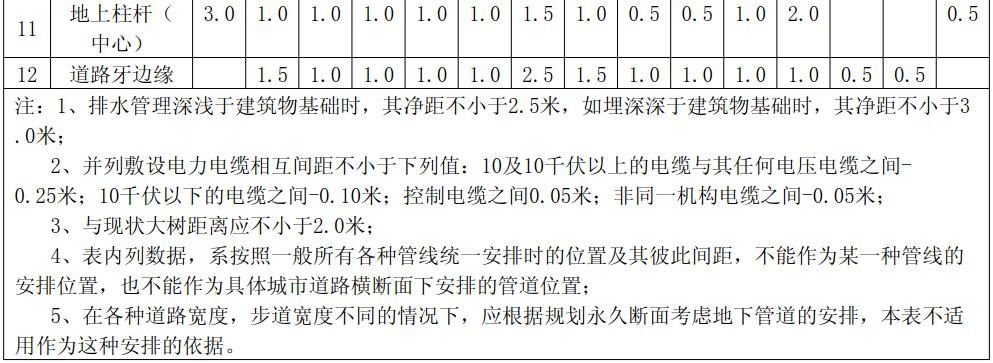 11 地上柱杆（中心） 3.0 1.0 1.0 1.0 1.0 1.0 1.5 1.0 0.5 0.5 1.0 2.0 0.5
12 道路牙边缘 1.5 1.0 1.0 1.0 1.0 2.5 1.5 1.0 1.0 1.0 1.0 0.5 0.5
注：1、排水管理深浅于建筑物基础时，其净距不小于2.5米，如埋深深于建筑物基础时，其净距不小于3
.0米；
2、并列敷设电力电缆相互间距不小于下列值：10及10千伏以上的电缆与其任何电压电缆之间-
0.25米；10千伏以下的电缆之间-0.10米；控制电缆之间0.05米；非同一机构电缆之间-0.05米；
3、与现状大树距离应不小于2.0米；
4、表内列数据，系按照一般所有各种管线统一安排时的位置及其彼此间距，不能作为某一种管线的
安排位置，也不能作为具体城市道路横断面下安排的管道位置；
5、在各种道路宽度，步道宽度不同的情况下，应根据规划永久断面考虑地下管道的安排，本表不适
用作为这种安排的依据。